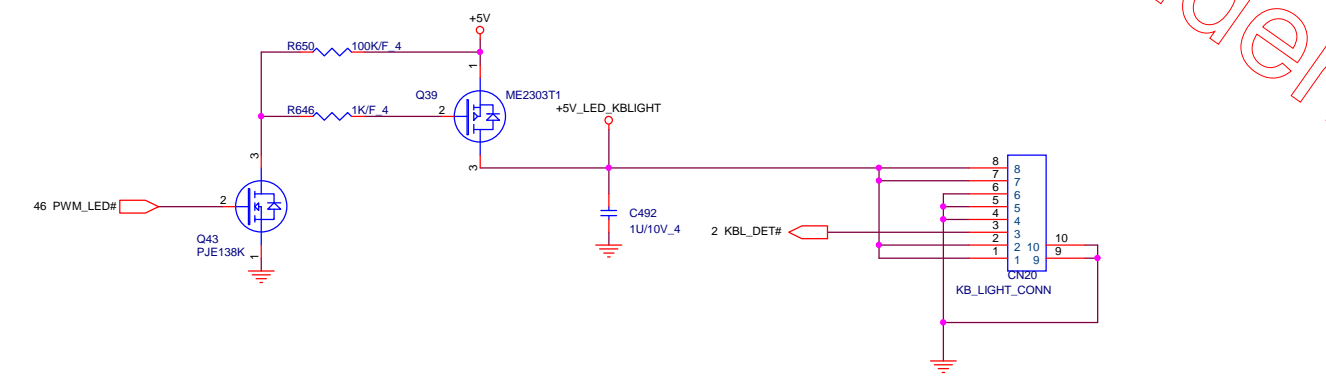 +5V
R650 100K/F_4
1
Q39 ME2303T1
R646 1K/F_4 2
+5V_LED_KBLIGHT
3
3
8 8
7 7
6 6
46 PWM_LED# 2
5 5
C492
4 4
1U/10V_4
2 KBL_DET#
3 3
Q43
PJE138K
1
2 2 10 10
1 1 9 9
CN20
KB_LIGHT_CONN